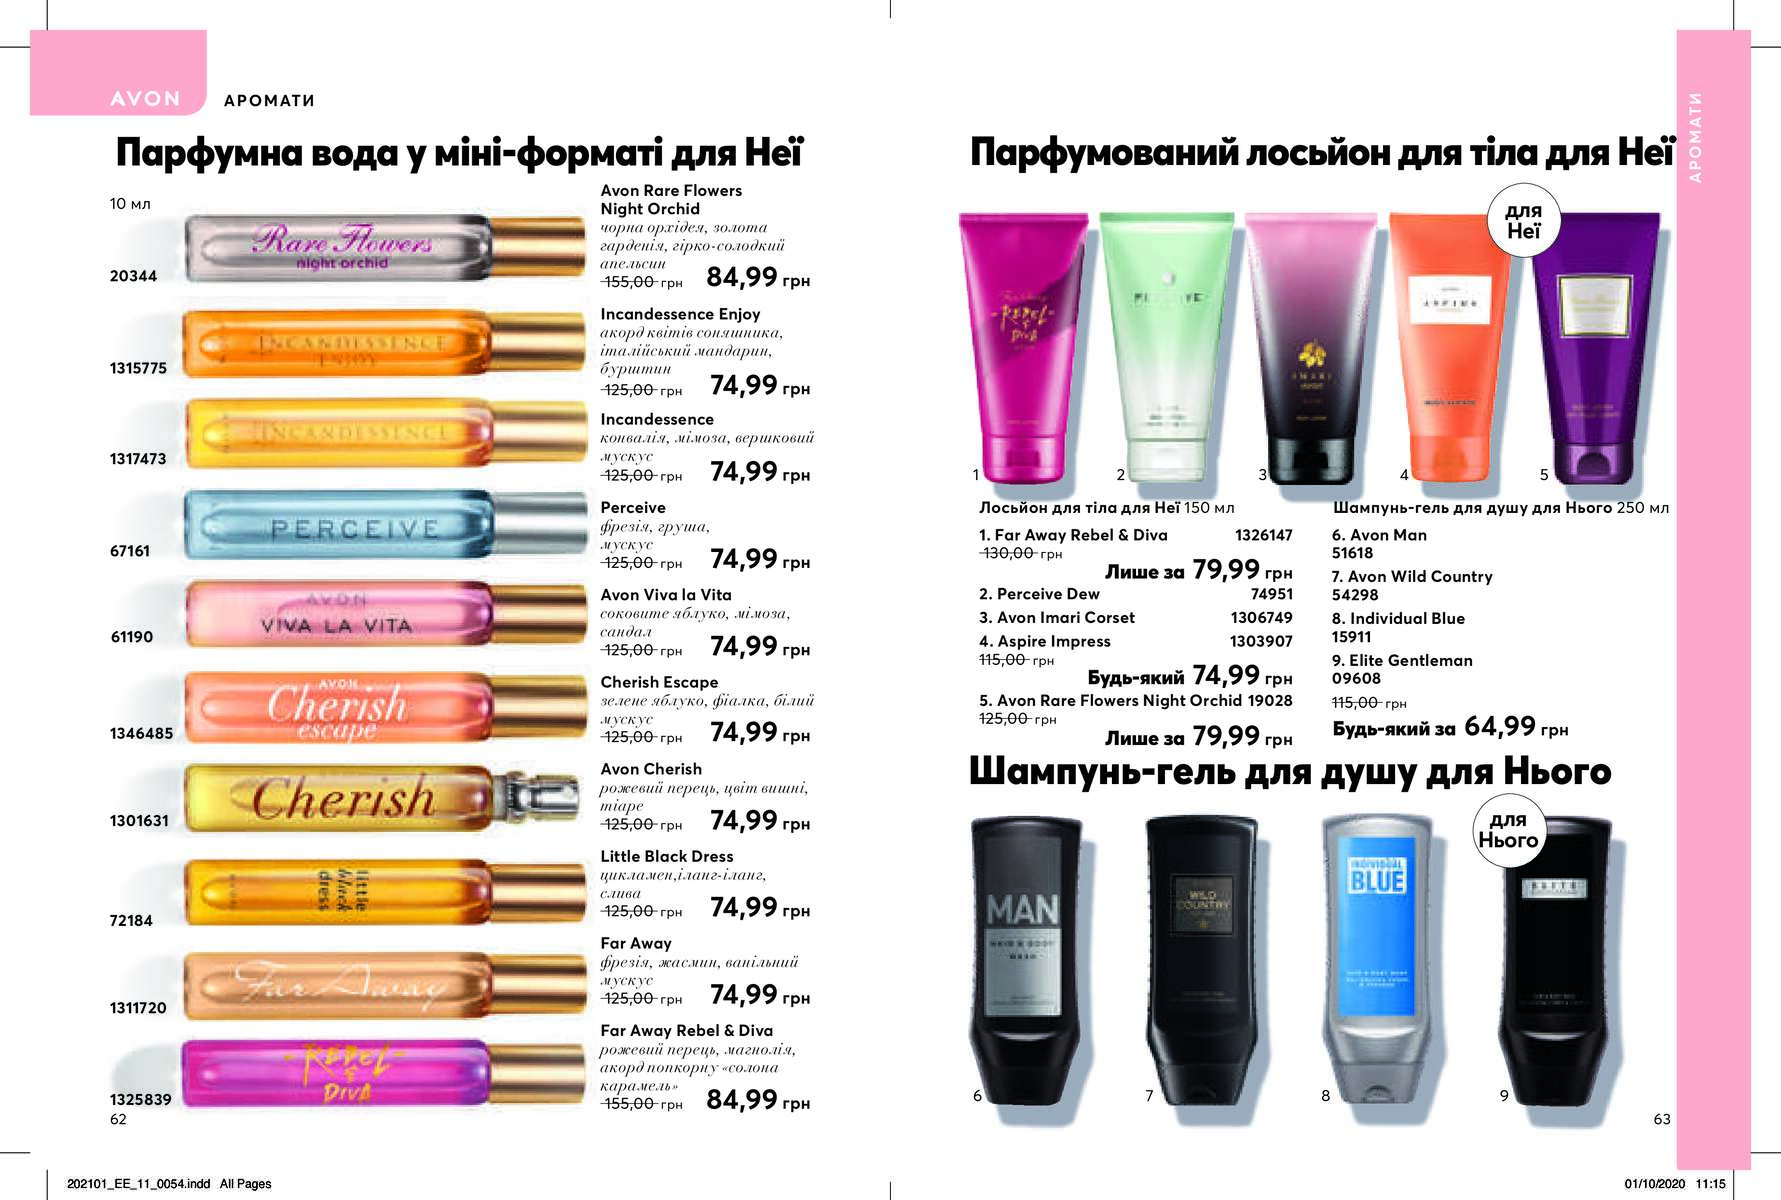 AVON
АРОМАТИ
Парфумна вода у міні-форматі для Неї
10 мл
Rare Flowers
night orchid
20344
Avon Rare Flowers
Night Orchid
чорна орхідея, золота
гарденія, гірко-солодкий
апельсин
155,00 грн 84,99 грн
INCANDESSENCE
ENJOY
1315775
Incandessence Enjoy
акорд квітів соняшника,
італійський мандарин,
бурштин
125,00 грн 74,99 грн
INCANDESSENCE
1317473
Incandessence
конвалія, мімоза, вершковий
мускус
125,00 грн 74,99 грн
PERCEIVE
67161
Perceive
фрезія, груша,
мускус
125,00 грн 74,99 грн
AVON
VIVA LA VITA
61190
Avon Viva la Vita
соковите яблуко, мімоза,
сандал
125,00 грн 74,99 грн
AVON
Cherish
escape
1346485
Cherish Escape
зелене яблуко, фіалка, білий
мускус
125,00 грн 74,99 грн
Cherish
1301631
Avon Cherish
рожевий перець, цвіт вишні,
тіаре
125,00 грн 74,99 грн
little
black
dress
72184
Little Black Dress
цикламен,іланг-іланг,
слива
125,00 грн 74,99 грн
Far Away
1311720
Far Away
фрезія, жасмин, ванільний
мускус
125,00 грн 74,99 грн
REBEL
&
DIVA
1325839
Far Away Rebel & Diva
рожевий перець, магнолія,
акорд попкорну «солона
карамель»
155,00 грн 84,99 грн
62
АРОМАТИ
Парфумований лосьйон для тіла для Неї
для
Неї
REBEL
&
DIVA
IMARI
ASPIRE
1
2
3
4
5
Лосьйон для тіла для Неї 150 мл
1. Far Away Rebel & Diva 1326147
130,00 грн
Лише за 79,99 грн
2. Perceive Dew 74951
3. Avon Imari Corset 1306749
4. Aspire Impress 1303907
115,00 грн
Будь-який 74,99 грн
5. Avon Rare Flowers Night Orchid 19028
125,00 грн
Лише за 79,99 грн
Шампунь-гель для душу для Нього 250 мл
6. Avon Man
51618
7. Avon Wild Country
54298
8. Individual Blue
15911
9. Elite Gentleman
09608
115,00 грн
Будь-який за 64,99 грн
Шампунь-гель для душу для Нього
для
Нього
MAN
HAIR & BODY
WASH
WILD
COUNTRY
INDIVIDUAL
BLUE
ELITE
6
7
8
9
63
202101_EE_11_0054.indd All Pages
01/10/2020 11:15